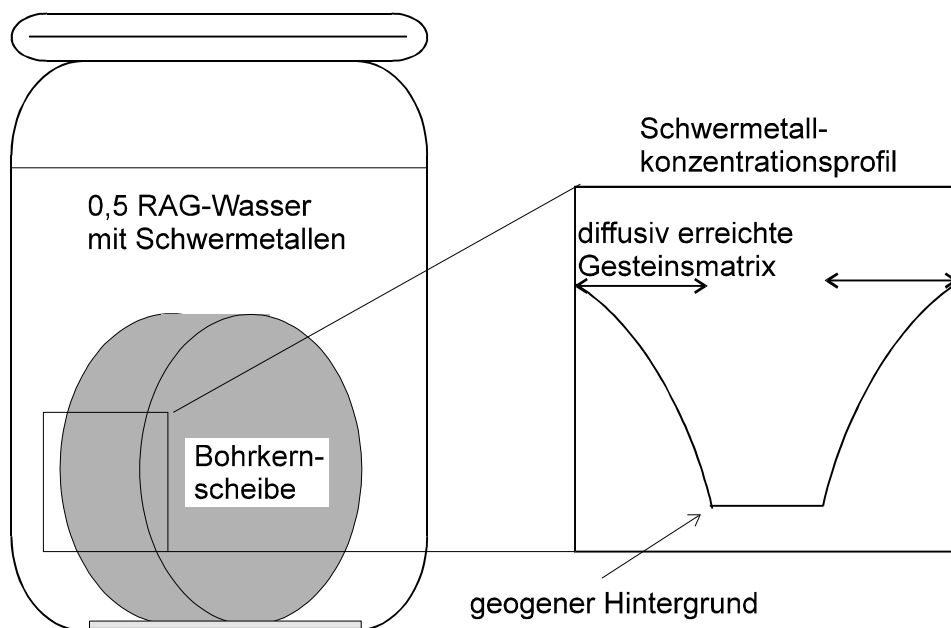 0,5 RAG-Wasser
mit Schwermetallen
Bohrkern-
scheibe
Schwermetall-
konzentrationsprofil
diffusiv erreichte
Gesteinsmatrix
geogener Hintergrund